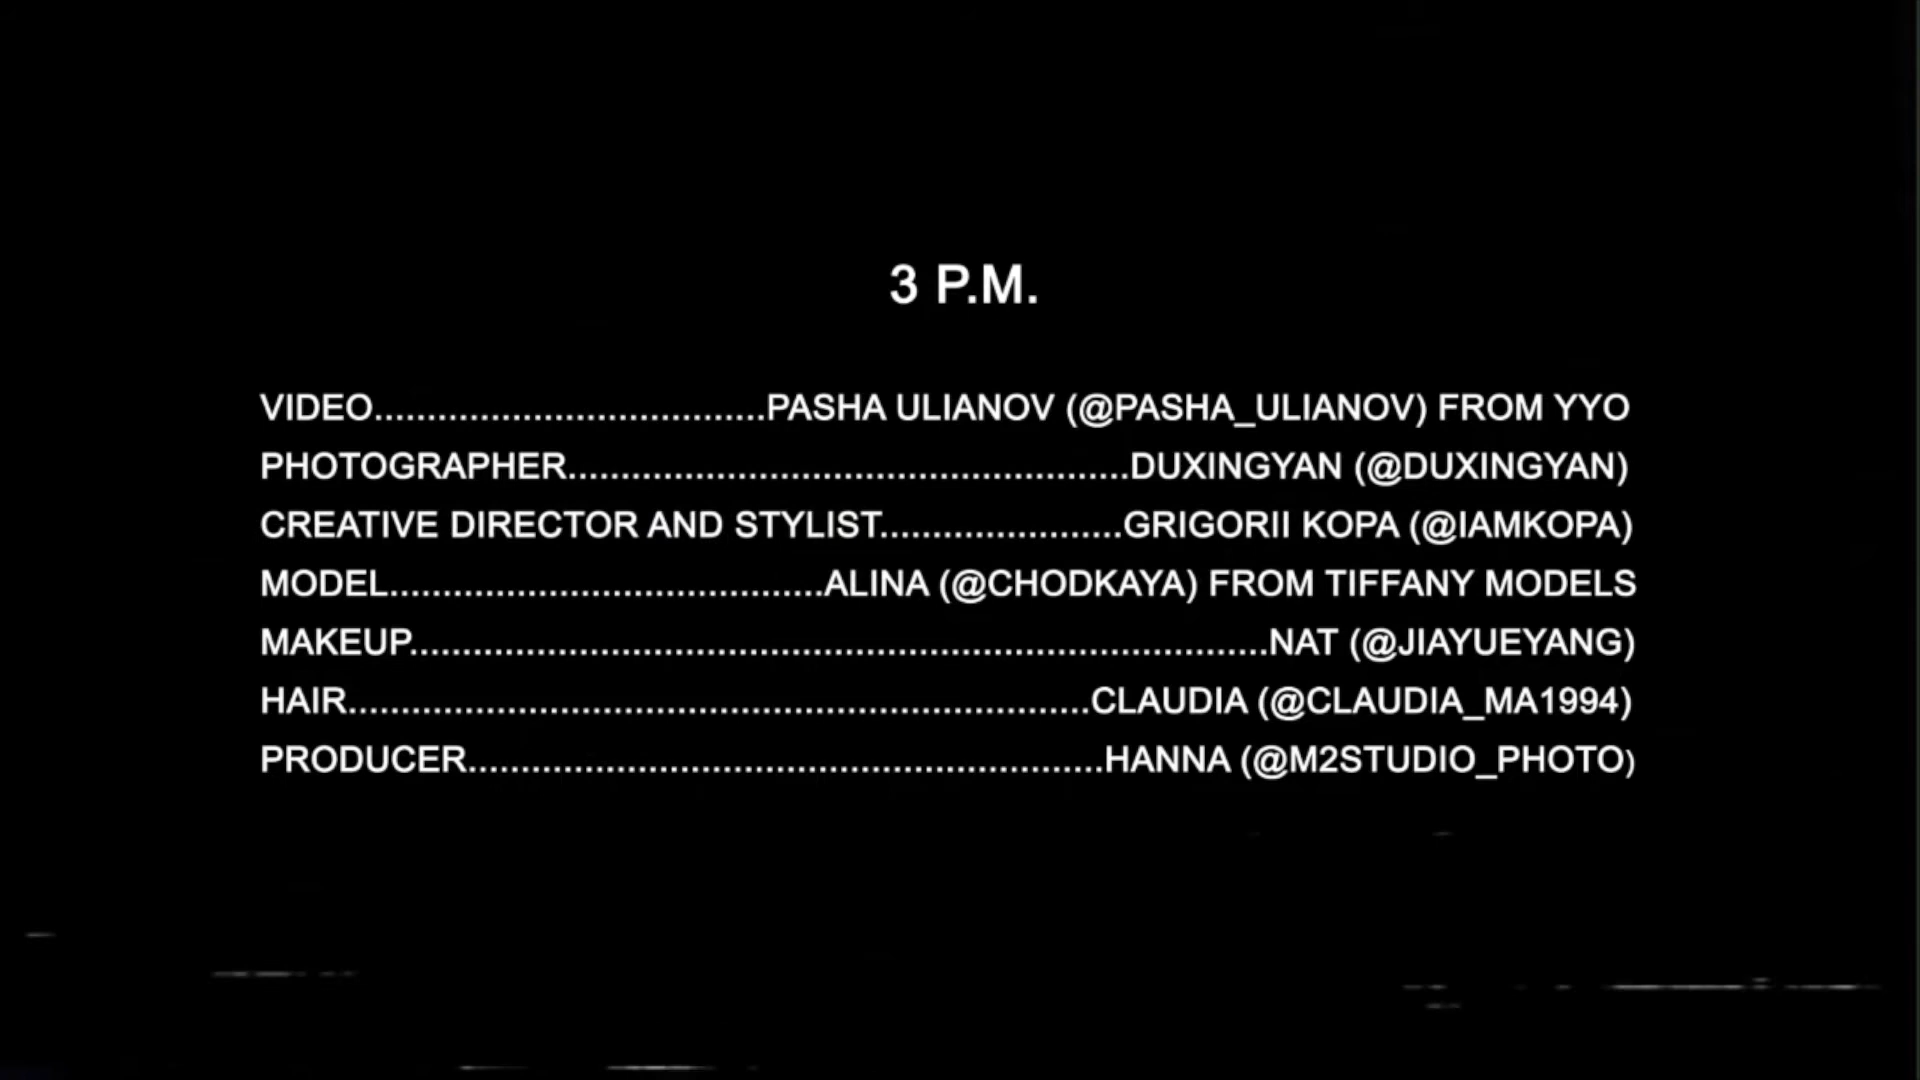 3 P.M.
VIDEO.....................................PASHA ULIANOV (@PASHA_ULIANOV) FROM YYO
PHOTOGRAPHER.....................................................DUXINGYAN (@DUXINGYAN)
CREATIVE DIRECTOR AND STYLIST.......................GRIGORII KOPA (@IAMKOPA)
MODEL.........................................ALINA (@CHODKAYA) FROM TIFFANY MODELS
MAKEUP.................................................................................NAT (@JIAYUEYANG)
HAIR......................................................................CLAUDIA (@CLAUDIA_MA1994)
PRODUCER............................................................HANNA (@M2STUDIO_PHOTO)